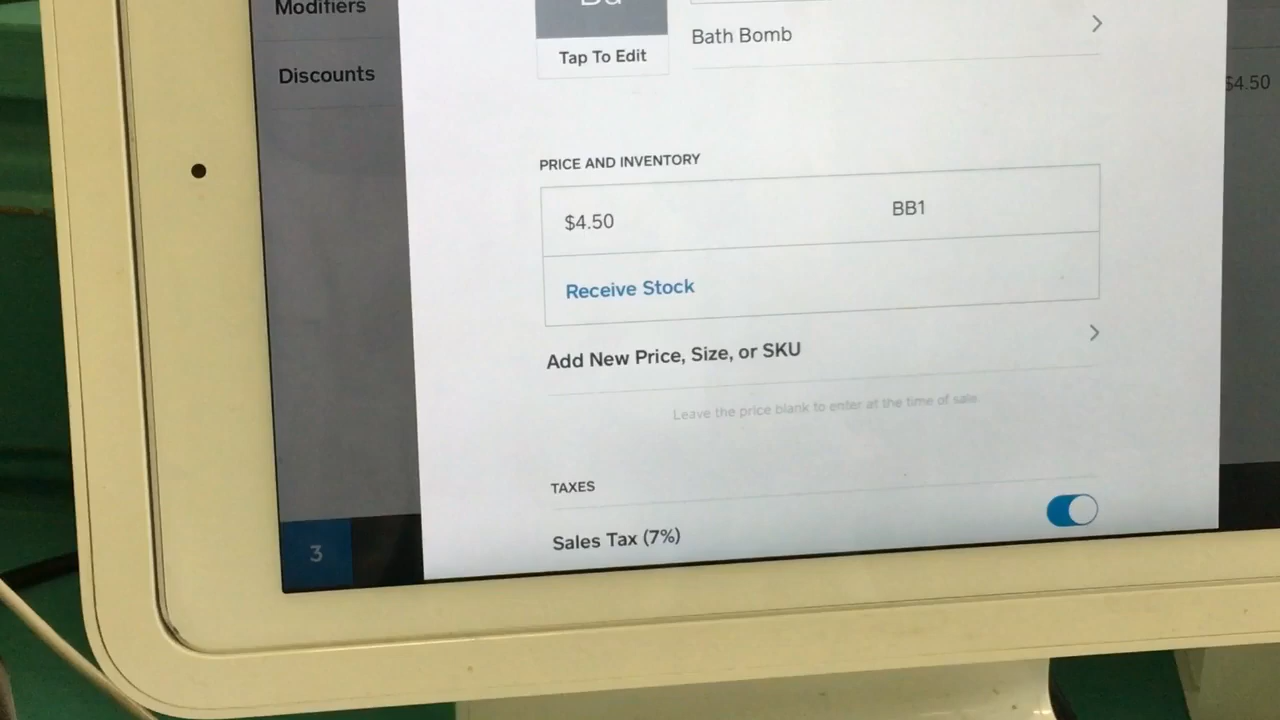 Modifiers
Discounts
Tap To Edit
Bath Bomb
$4.50
PRICE AND INVENTORY
$4.50 BB1
Receive Stock
Add New Price, Size, or SKU
Leave the price blank to enter at the time of sale.
TAXES
Sales Tax (7%)
3